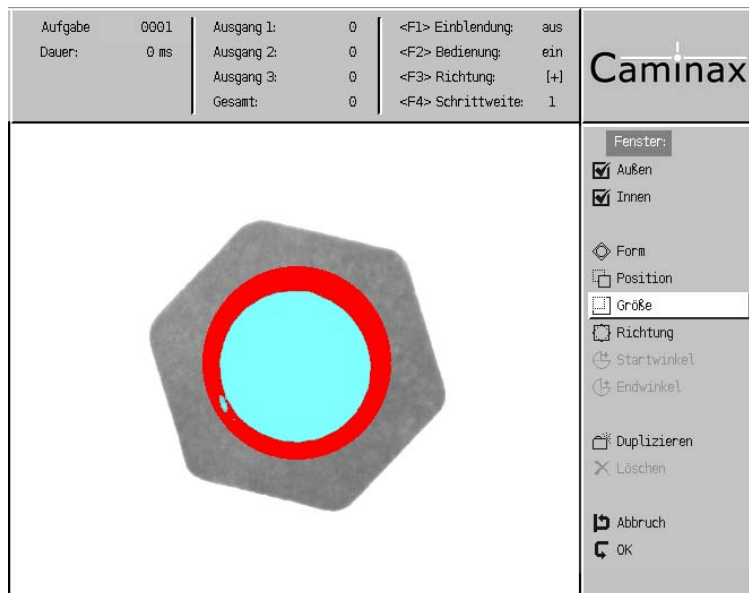 Aufgabe 0001
Dauer: 0 ms
Ausgang 1: 0
Ausgang 2: 0
Ausgang 3: 0
Gesamt: 0
<F1> Einblendung: aus
<F2> Bedienung: ein
<F3> Richtung: [+]
<F4> Schrittweite: 1
Caminax
Fenster:
Außen
Innen
Form
Position
Größe
Richtung
Startwinkel
Endwinkel
Duplizieren
Löschen
Abbruch
OK